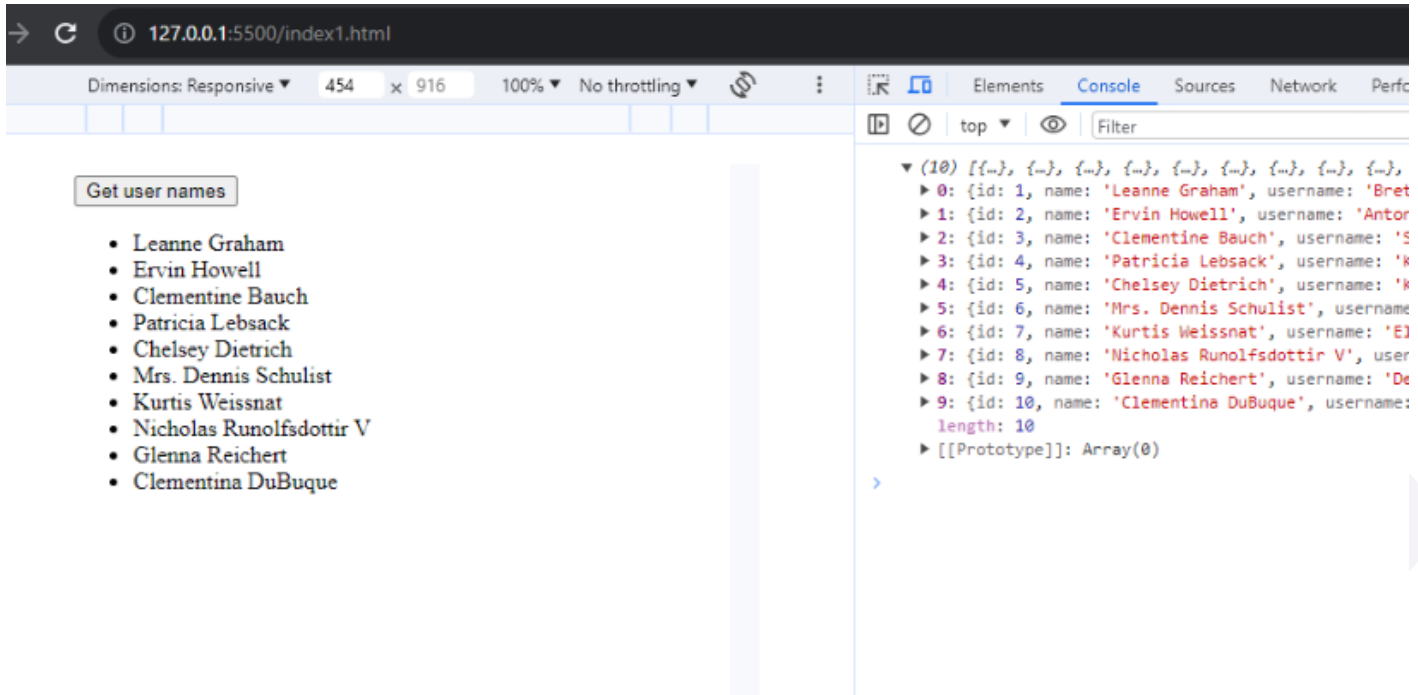 127.0.0.1:5500/index1.html
Dimensions: Responsive ▼ 454 × 916 100% ▼ No throttling ▼
Elements Console Sources Network
top ▼ Filter
Get user names
• Leanne Graham
• Ervin Howell
• Clementine Bauch
• Patricia Lebsack
• Chelsey Dietrich
• Mrs. Dennis Schulist
• Kurtis Weissnat
• Nicholas Runolfsdottir V
• Glenna Reichert
• Clementina DuBuque
▼ (10) [{…}, {…}, {…}, {…}, {…}, {…}, {…}, {…}, {…},
▶ 0: {id: 1, name: 'Leanne Graham', username: 'Bret
▶ 1: {id: 2, name: 'Ervin Howell', username: 'Anton
▶ 2: {id: 3, name: 'Clementine Bauch', username: 'S
▶ 3: {id: 4, name: 'Patricia Lebsack', username: 'K
▶ 4: {id: 5, name: 'Chelsey Dietrich', username: 'K
▶ 5: {id: 6, name: 'Mrs. Dennis Schulist', username
▶ 6: {id: 7, name: 'Kurtis Weissnat', username: 'El
▶ 7: {id: 8, name: 'Nicholas Runolfsdottir V', user
▶ 8: {id: 9, name: 'Glenna Reichert', username: 'De
▶ 9: {id: 10, name: 'Clementina DuBuque', username:
length: 10
▶ [[Prototype]]: Array(0)